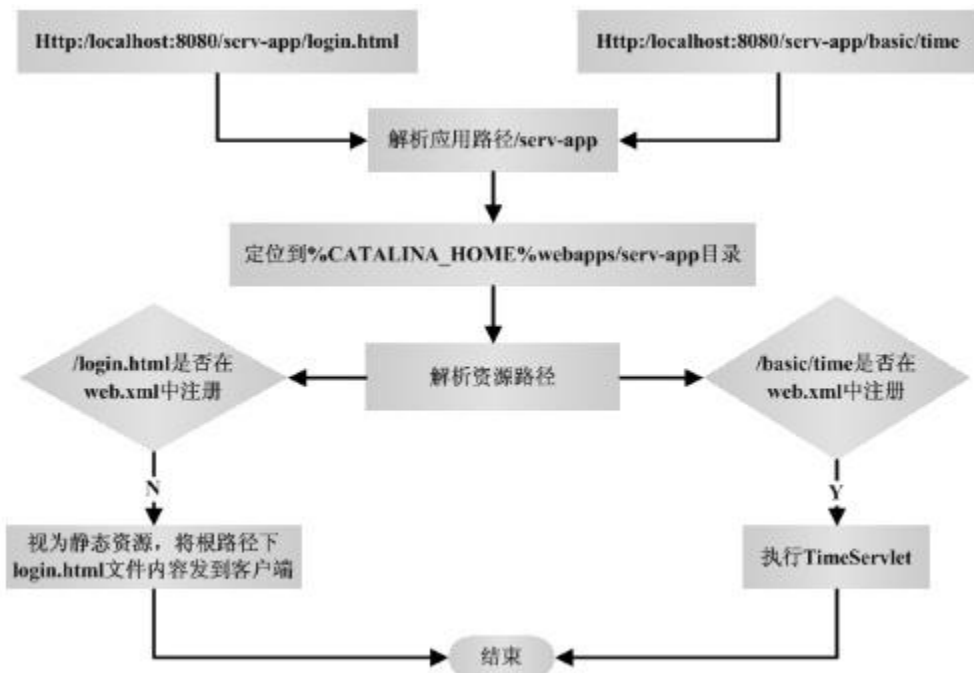 Http:/localhost:8080/serv-app/login.html
Http:/localhost:8080/serv-app/basic/time
解析应用路径/serv-app
定位到%CATALINA_HOME%webapps/serv-app目录
/login.html是否在
web.xml中注册
解析资源路径
/basic/time是否在
web.xml中注册
N
Y
视为静态资源，将根路径下
login.html文件内容发到客户端
执行TimeServlet
结束